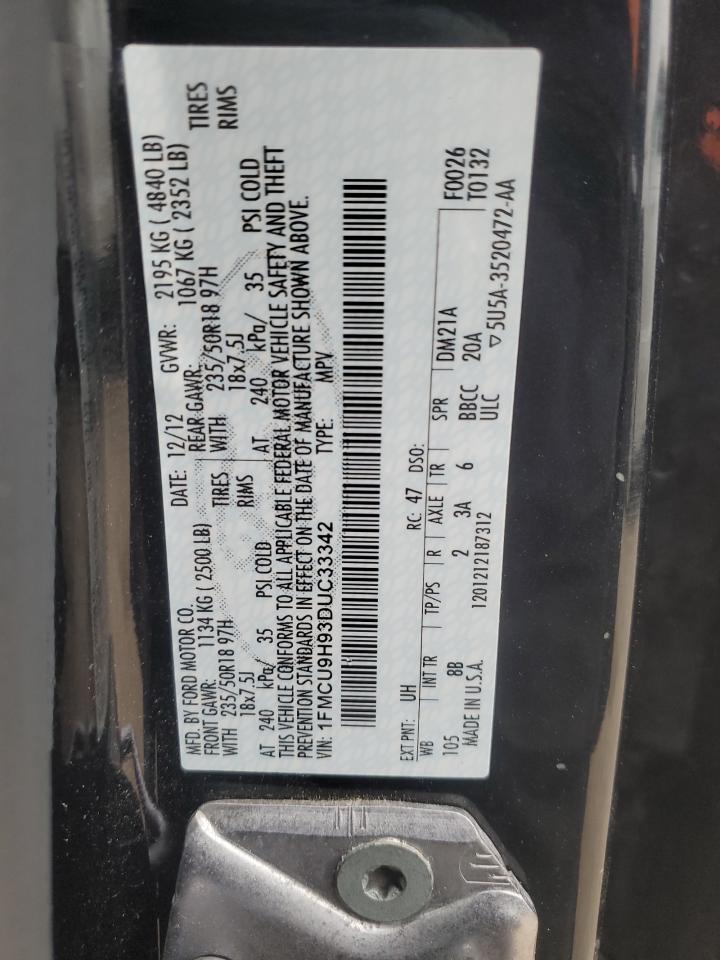 MFD. BY FORD MOTOR CO.
DATE: 12/12 GVWR: 2195 KG ( 4840 LB)
FRONT GAWR: 1134 KG ( 2500 LB) REAR GAWR: 1067 KG ( 2352 LB)
WITH 235/50R18 97H TIRES WITH 235/50R18 97H TIRES
18x7.5J RIMS 18x7.5J RIMS
AT 240 kPa/ 35 PSI COLD AT 240 kPa/ 35 PSI COLD
THIS VEHICLE CONFORMS TO ALL APPLICABLE FEDERAL MOTOR VEHICLE SAFETY AND THEFT
PREVENTION STANDARDS IN EFFECT ON THE DATE OF MANUFACTURE SHOWN ABOVE.
VIN: 1FMCU9H93DUC33342 TYPE: MPV
F0026
T0132
EXT PNT: UH RC: 47 DSO:
WB INT TR TP/PS R AXLE TR SPR DM21A
105 8B 2 3A 6 BBCC 20A
ULC
MADE IN U.S.A. 1201212187312 ▽5U5A-3520472-AA